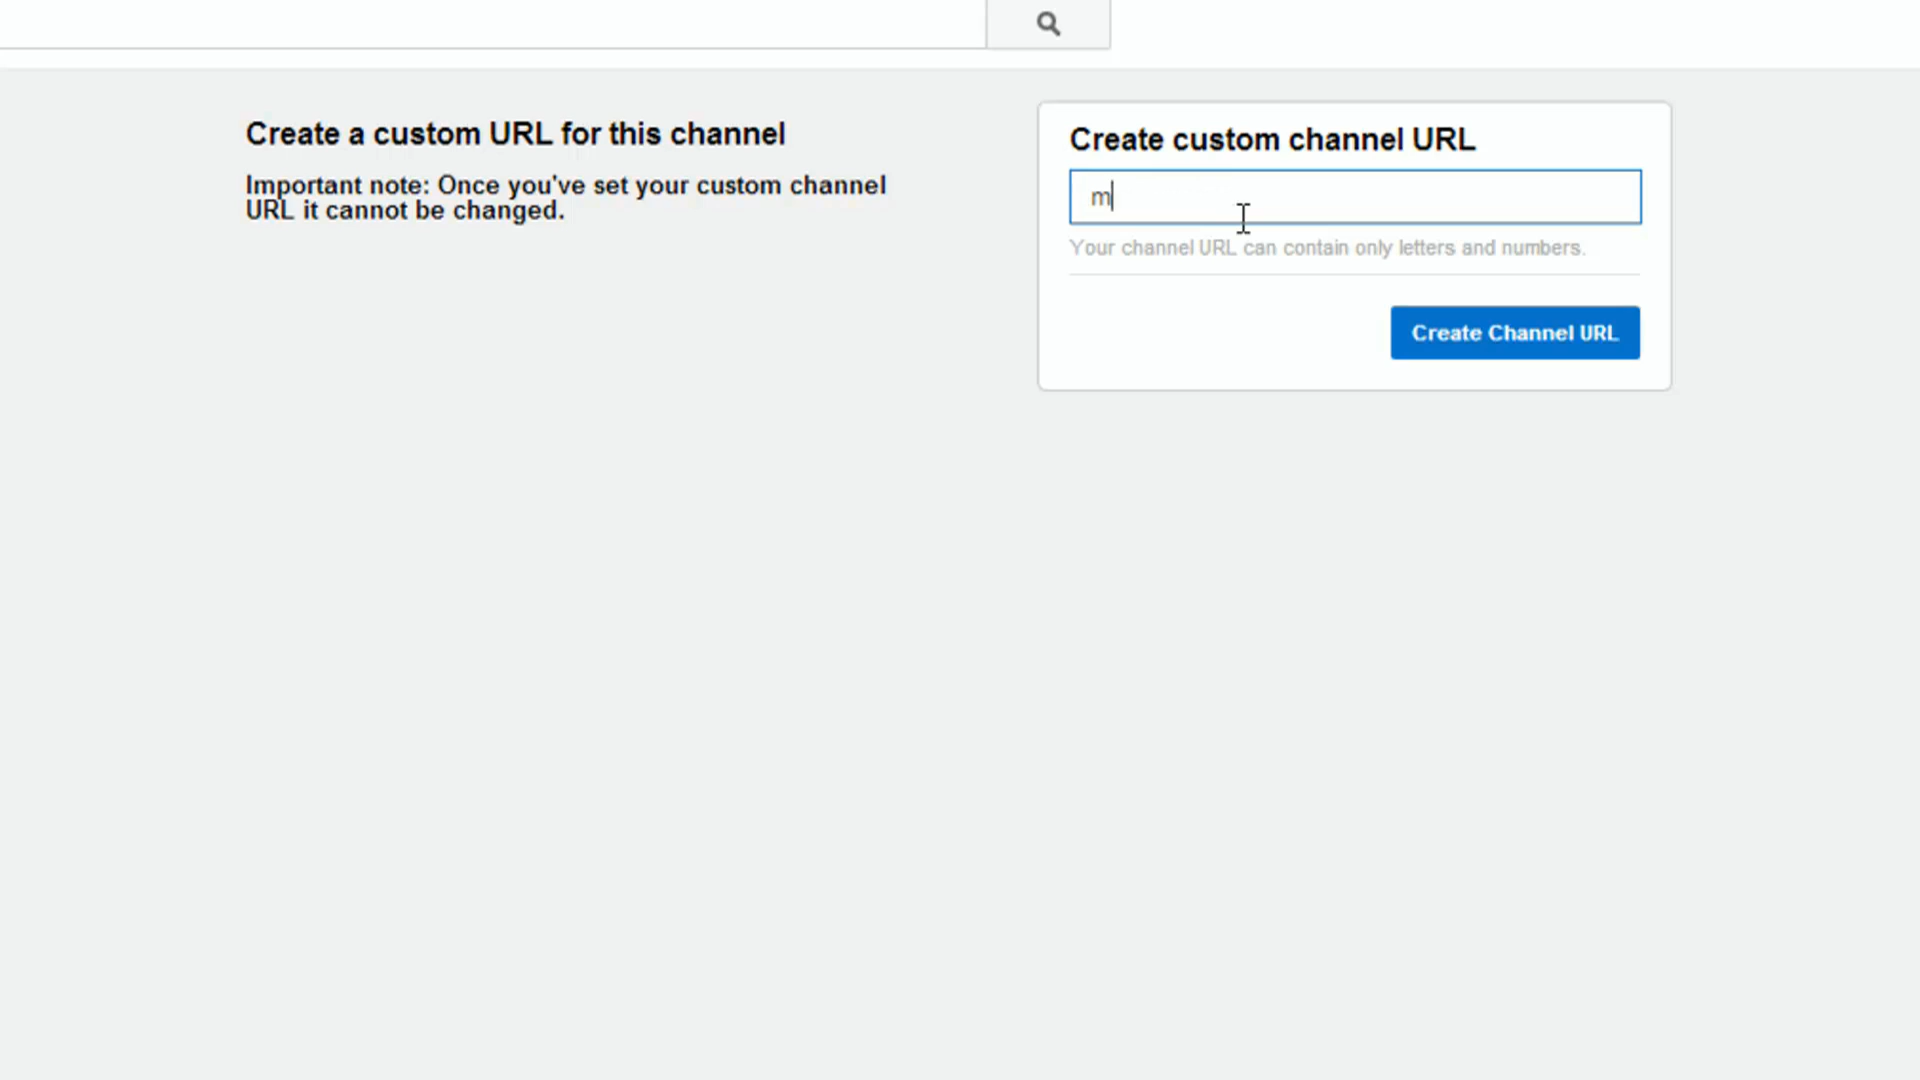 Create a custom URL for this channel
Important note: Once you've set your custom channel
URL it cannot be changed.
Create custom channel URL
m
Your channel URL can contain only letters and numbers.
Create Channel URL